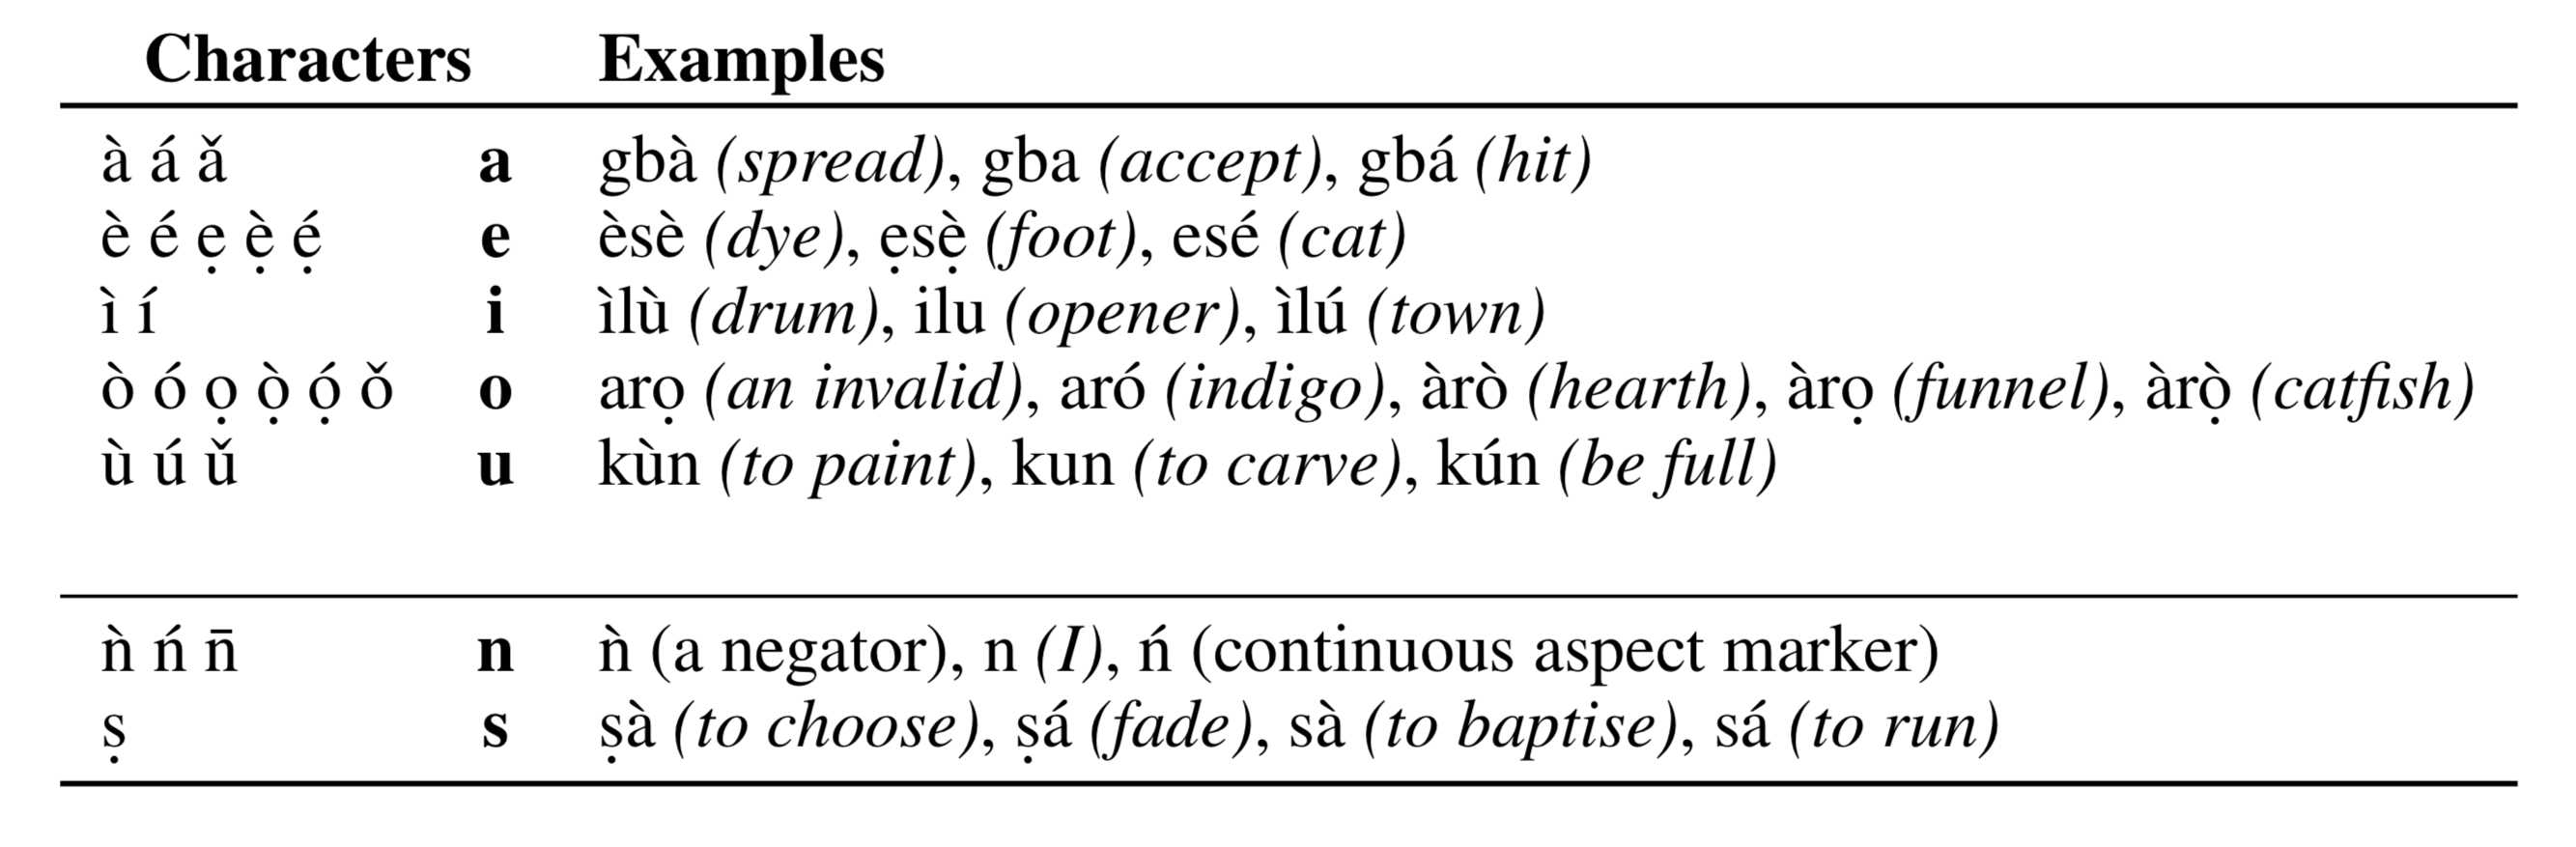 Characters Examples
à á ǎ a gbà (spread), gba (accept), gbá (hit)
è é ẹ ẹ̀ ẹ́ e èsè (dye), ẹsẹ̀ (foot), esé (cat)
ì í i ìlù (drum), ilu (opener), ìlú (town)
ò ó ọ ọ̀ ọ́ ǒ o arọ (an invalid), aró (indigo), àrò (hearth), àrọ (funnel), àrọ̀ (catfish)
ù ú ǔ u kùn (to paint), kun (to carve), kún (be full)
ǹ ń n̄ n ǹ (a negator), n (I), ń (continuous aspect marker)
ṣ s ṣà (to choose), ṣá (fade), sà (to baptise), sá (to run)